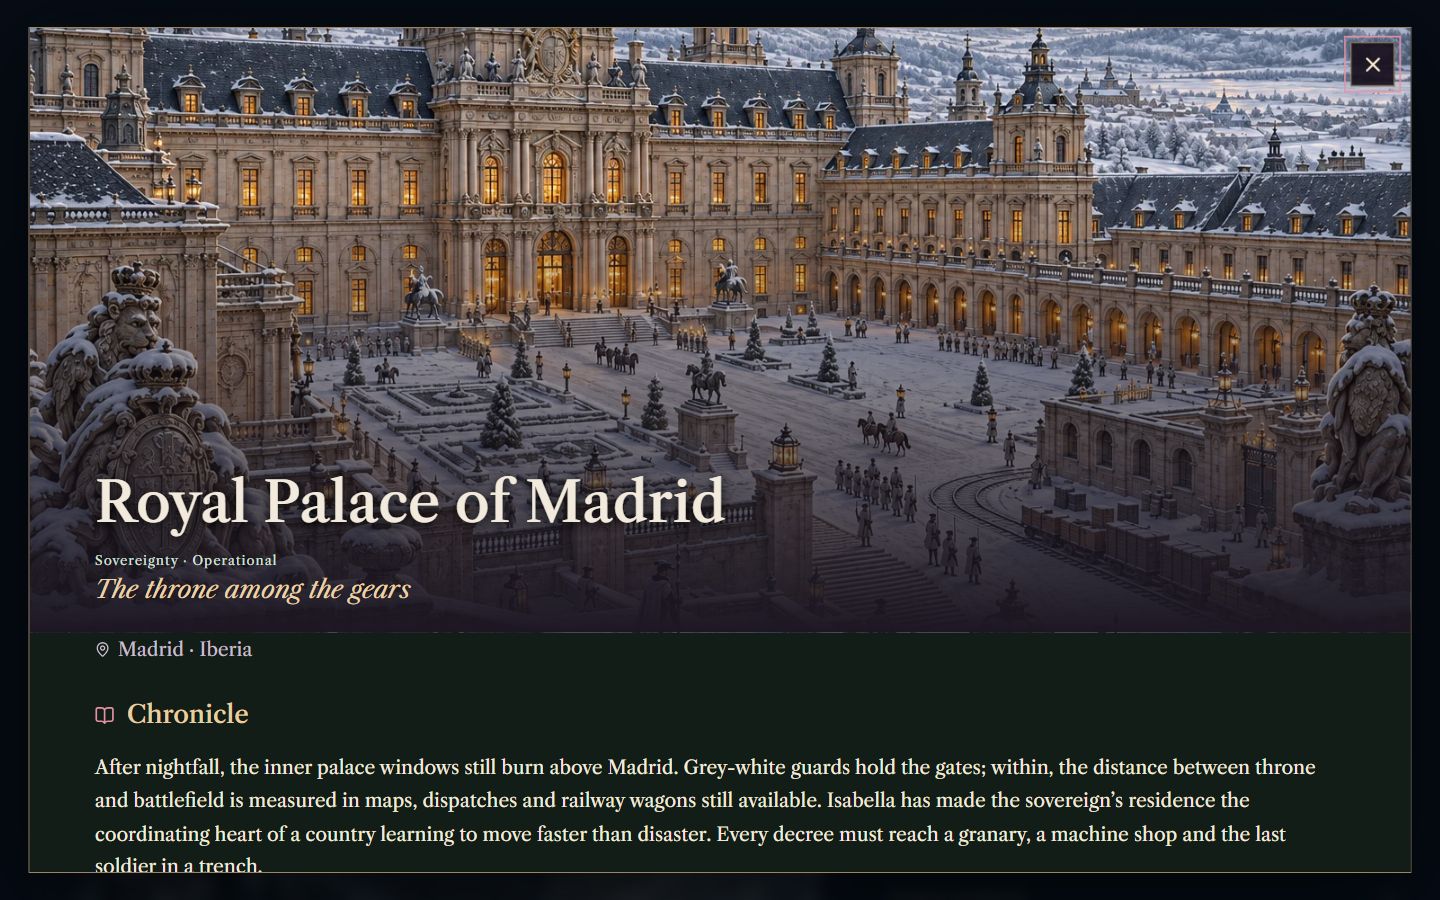 Royal Palace of Madrid
Sovereignty · Operational
The throne among the gears
Madrid · Iberia
Chronicle
After nightfall, the inner palace windows still burn above Madrid. Grey-white guards hold the gates; within, the distance between throne
and battlefield is measured in maps, dispatches and railway wagons still available. Isabella has made the sovereign’s residence the
coordinating heart of a country learning to move faster than disaster. Every decree must reach a granary, a machine shop and the last
soldier in a trench.